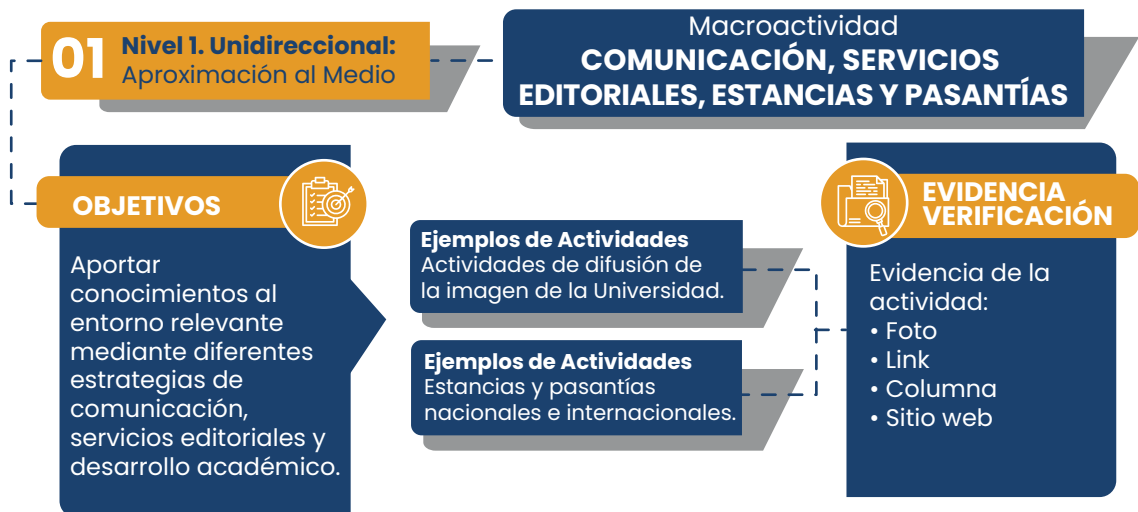 01
Nivel 1. Unidireccional:
Aproximación al Medio
Macroactividad
COMUNICACIÓN, SERVICIOS
EDITORIALES, ESTANCIAS Y PASANTÍAS
OBJETIVOS
Aportar
conocimientos al
entorno relevante
mediante diferentes
estrategias de
comunicación,
servicios editoriales y
desarrollo académico.
Ejemplos de Actividades
Actividades de difusión de
la imagen de la Universidad.
Ejemplos de Actividades
Estancias y pasantías
nacionales e internacionales.
EVIDENCIA
VERIFICACIÓN
Evidencia de la
actividad:
• Foto
• Link
• Columna
• Sitio web